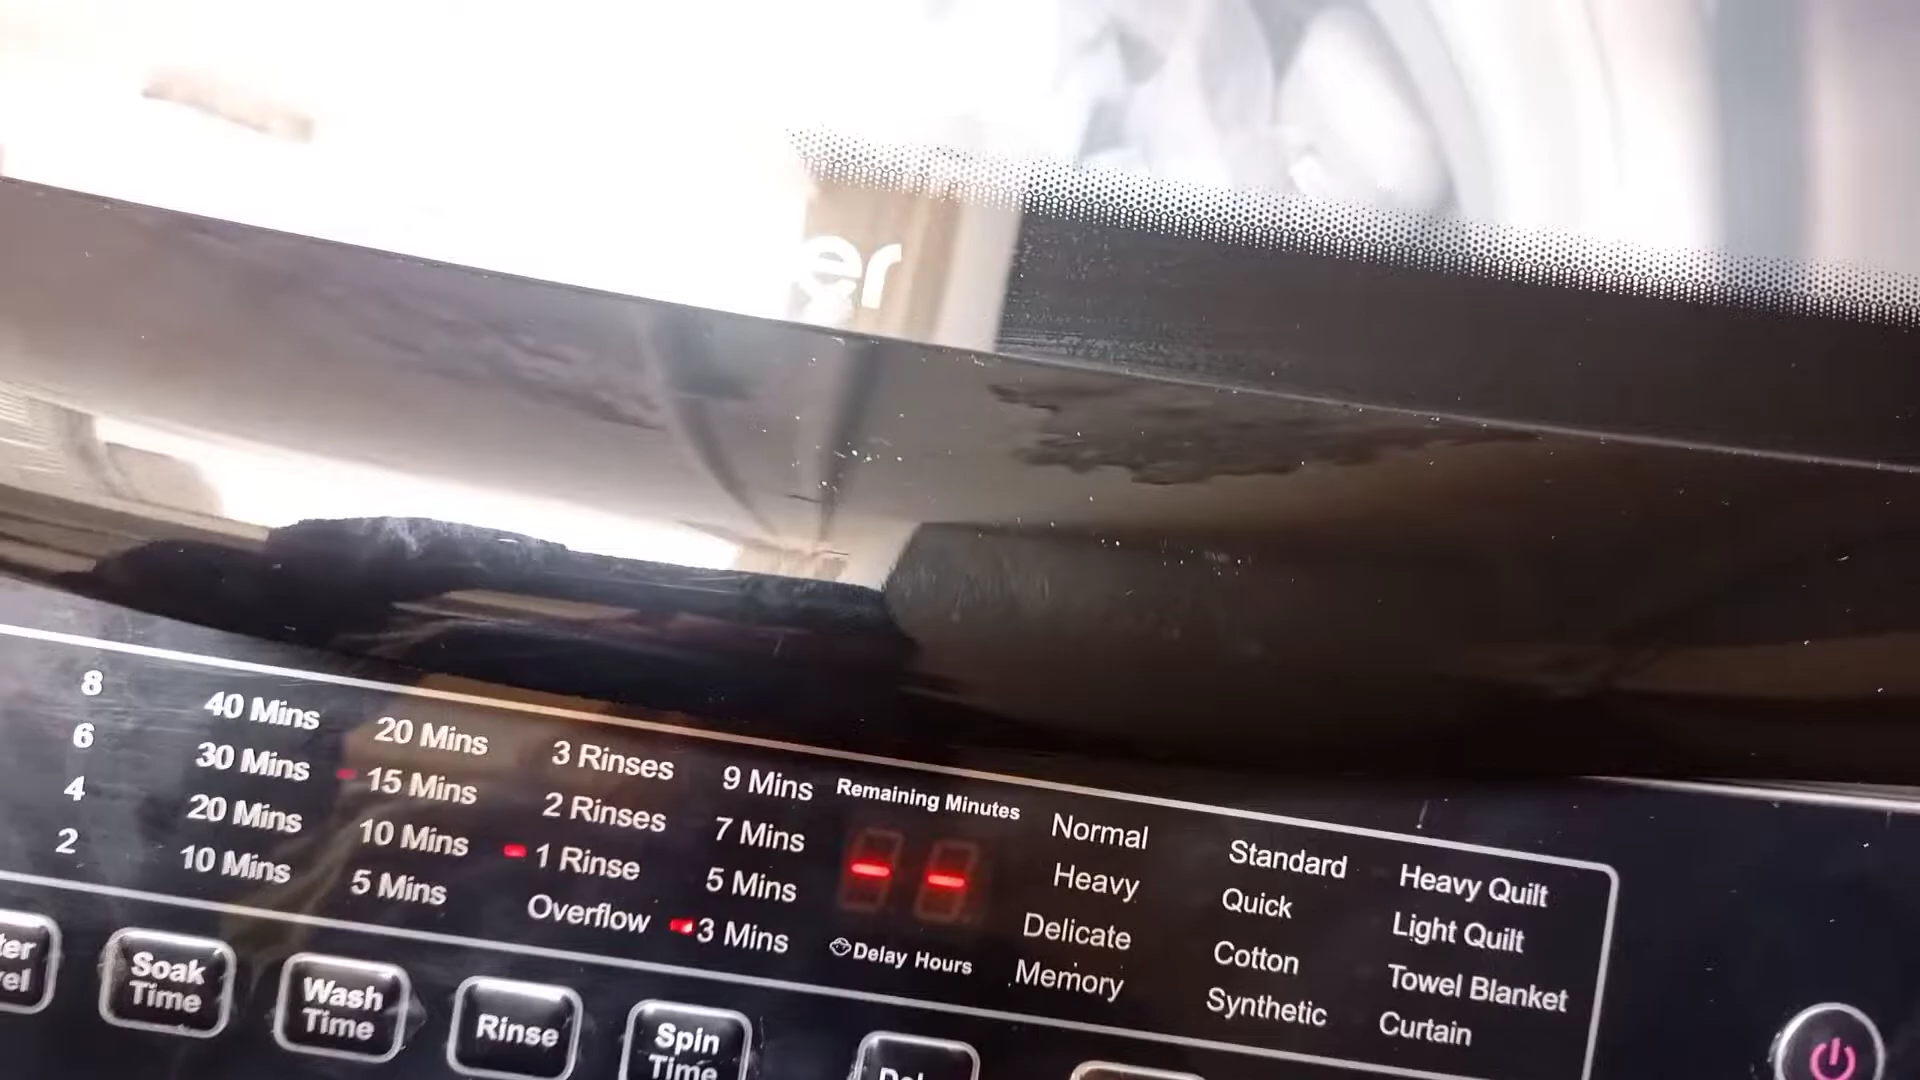 er
8
6
4
2
40 Mins
30 Mins
20 Mins
10 Mins
20 Mins
15 Mins
10 Mins
5 Mins
3 Rinses
2 Rinses
1 Rinse
Overflow
9 Mins
7 Mins
5 Mins
3 Mins
Remaining Minutes
--
Delay Hours
Normal
Heavy
Delicate
Memory
Standard
Quick
Cotton
Synthetic
Heavy Quilt
Light Quilt
Towel Blanket
Curtain
ter
vel
Soak
Time
Wash
Time
Rinse
Spin
Time